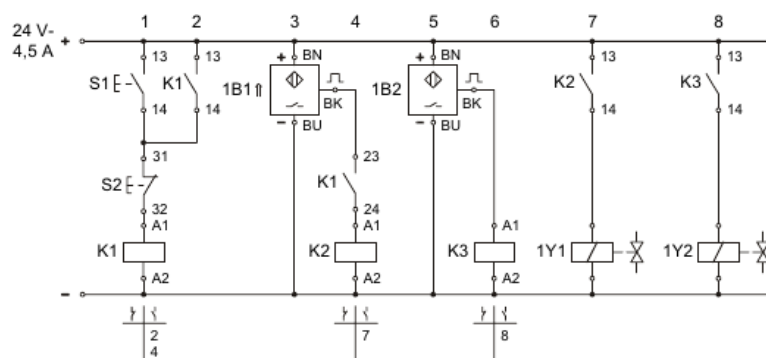 1 2 3 4 5 6 7 8
24 V-
4,5 A
+
13 13 + BN + BN 13 13
S1 K1 1B1 1B2 K2 K3
14 14 BK BK 14 14
- BU - BU
31 23
S2 K1
32 24
A1 A1 A1
K1 K2 K3 1Y1 1Y2
A2 A2 A2
-
2 7 8
4